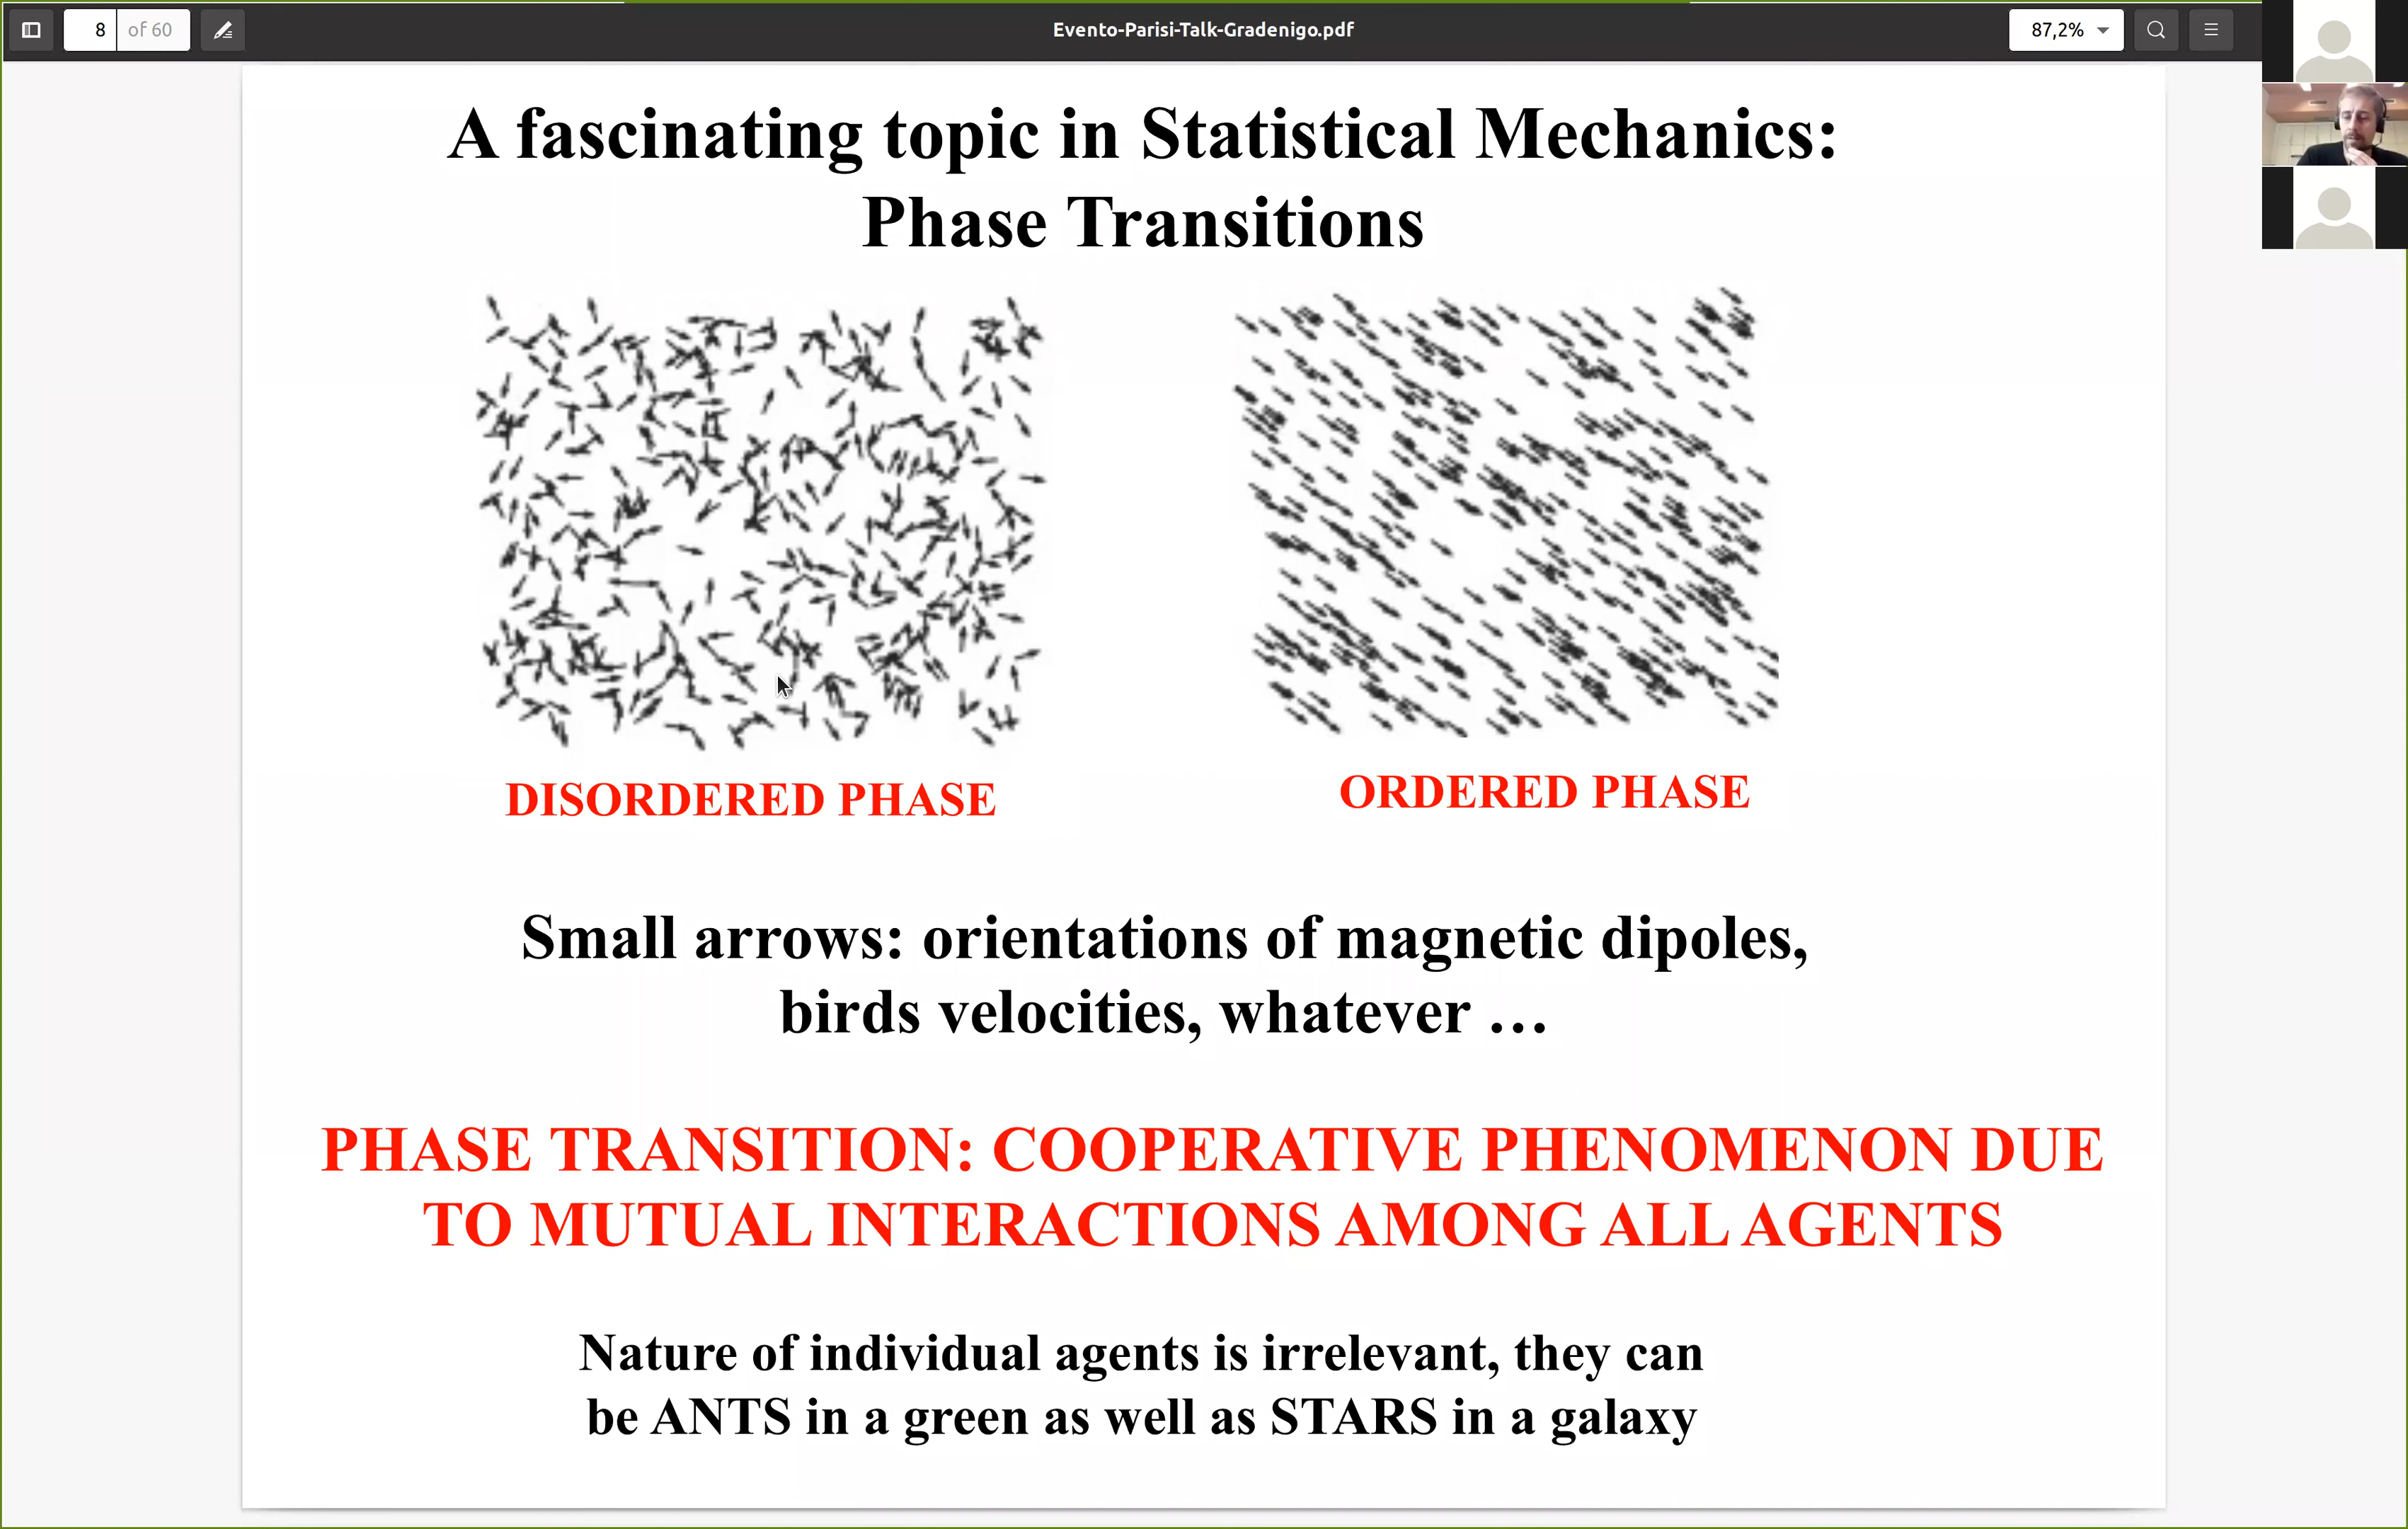 8 of 60
Evento-Parisi-Talk-Gradenigo.pdf
87,2%
A fascinating topic in Statistical Mechanics:
Phase Transitions
DISORDERED PHASE
ORDERED PHASE
Small arrows: orientations of magnetic dipoles,
birds velocities, whatever …
PHASE TRANSITION: COOPERATIVE PHENOMENON DUE
TO MUTUAL INTERACTIONS AMONG ALL AGENTS
Nature of individual agents is irrelevant, they can
be ANTS in a green as well as STARS in a galaxy